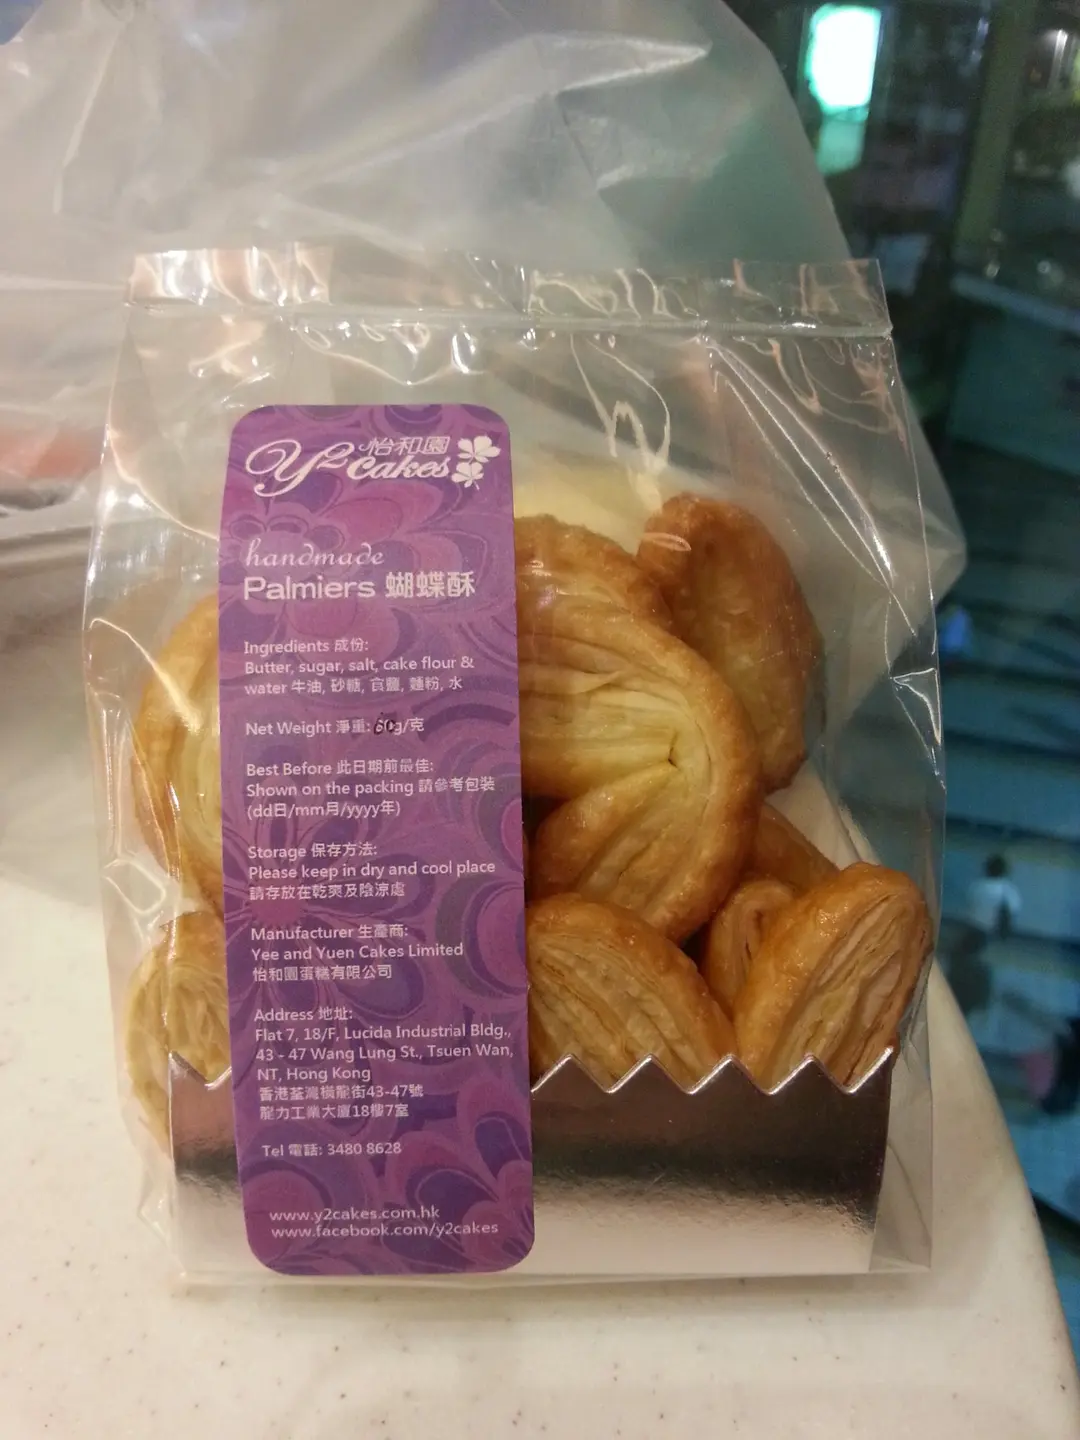 怡和園
Y2 Cakes
handmade
Palmiers 蝴蝶酥
Ingredients 成份:
Butter, sugar, salt, cake flour &
water 牛油, 砂糖, 食鹽, 麵粉, 水
Net Weight 淨重: 60g/克
Best Before 此日期前最佳:
Shown on the packing 請參考包裝
(dd日/mm月/yyyy年)
Storage 保存方法:
Please keep in dry and cool place
請存放在乾爽及陰涼處
Manufacturer 生產商:
Yee and Yuen Cakes Limited
怡和園蛋糕有限公司
Address 地址:
Flat 7, 18/F, Lucida Industrial Bldg.,
43 - 47 Wang Lung St., Tsuen Wan,
NT, Hong Kong
香港荃灣橫龍街43-47號
龍力工業大廈18樓7室
Tel 電話: 3480 8628
www.y2cakes.com.hk
www.facebook.com/y2cakes